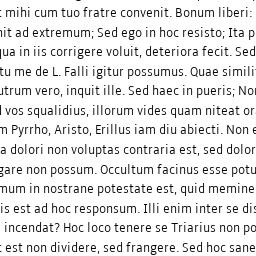 mihi cum tuo fratre convenit. Bonum liberi:
nit ad extremum; Sed ego in hoc resisto; Ita p
ua in iis corrigere voluit, deteriora fecit. Sed
tu me de L. Falli igitur possumus. Quae simili
utrum vero, inquit ille. Sed haec in pueris; No
vos squalidius, illorum vides quam niteat or
m Pyrrho, Aristo, Erillus iam diu abiecti. Non e
a dolori non voluptas contraria est, sed dolor
gare non possum. Occultum facinus esse potu
mum in nostrane potestate est, quid memine
is est ad hoc responsum. Illi enim inter se dis
incendat? Hoc loco tenere se Triarius non po
t est non dividere, sed frangere. Sed hoc sane